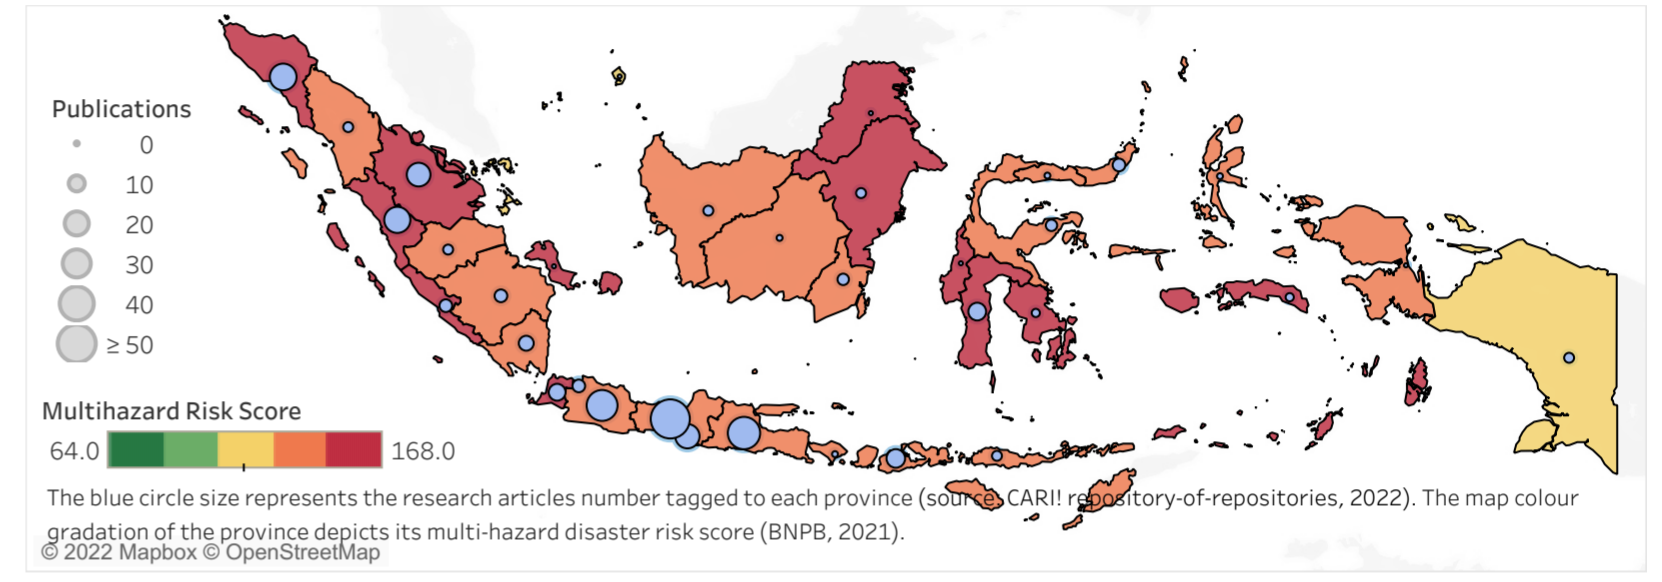 Publications
0
10
20
30
40
≥ 50
Multihazard Risk Score
64.0 168.0
The blue circle size represents the research articles number tagged to each province (source: CARI! repository-of-repositories, 2022). The map colour
gradation of the province depicts its multi-hazard disaster risk score (BNPB, 2021).
© 2022 Mapbox © OpenStreetMap